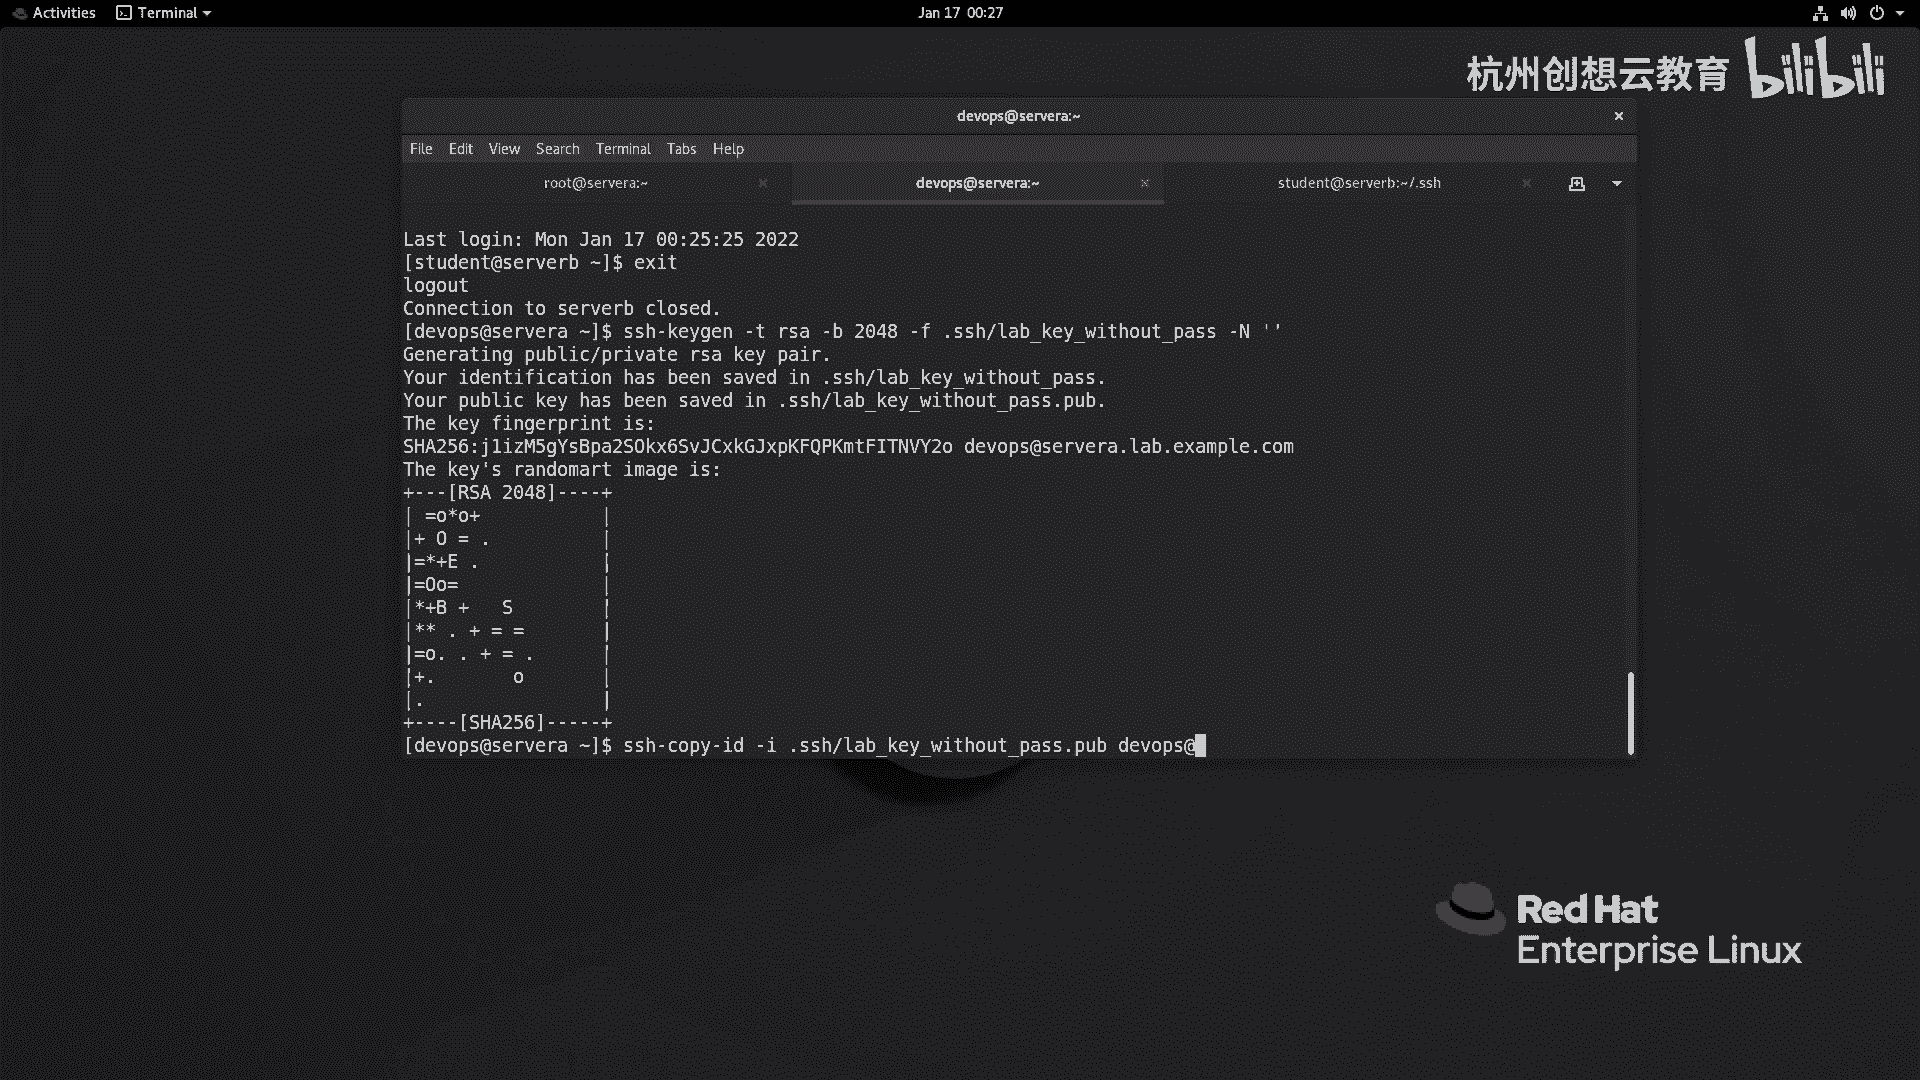 Activities Terminal Jan 17 00:27
杭州创想云教育 bilibili
devops@servera:~
File Edit View Search Terminal Tabs Help
root@servera:~ devops@servera:~ student@serverb:~/.ssh
Last login: Mon Jan 17 00:25:25 2022
[student@serverb ~]$ exit
logout
Connection to serverb closed.
[devops@servera ~]$ ssh-keygen -t rsa -b 2048 -f .ssh/lab_key_without_pass -N ''
Generating public/private rsa key pair.
Your identification has been saved in .ssh/lab_key_without_pass.
Your public key has been saved in .ssh/lab_key_without_pass.pub.
The key fingerprint is:
SHA256:j1izM5gYsBpa2SOkx6SvJCxkGJxpKFQPKmtFITNVY2o devops@servera.lab.example.com
The key's randomart image is:
+---[RSA 2048]----+
| =o*o+           |
|+ O = .          |
|=*+E .           |
|=Oo=             |
|*+B +   S        |
|** . + = =       |
|=o. . + = .      |
|+.       o       |
|.                |
+----[SHA256]-----+
[devops@servera ~]$ ssh-copy-id -i .ssh/lab_key_without_pass.pub devops@
Red Hat
Enterprise Linux